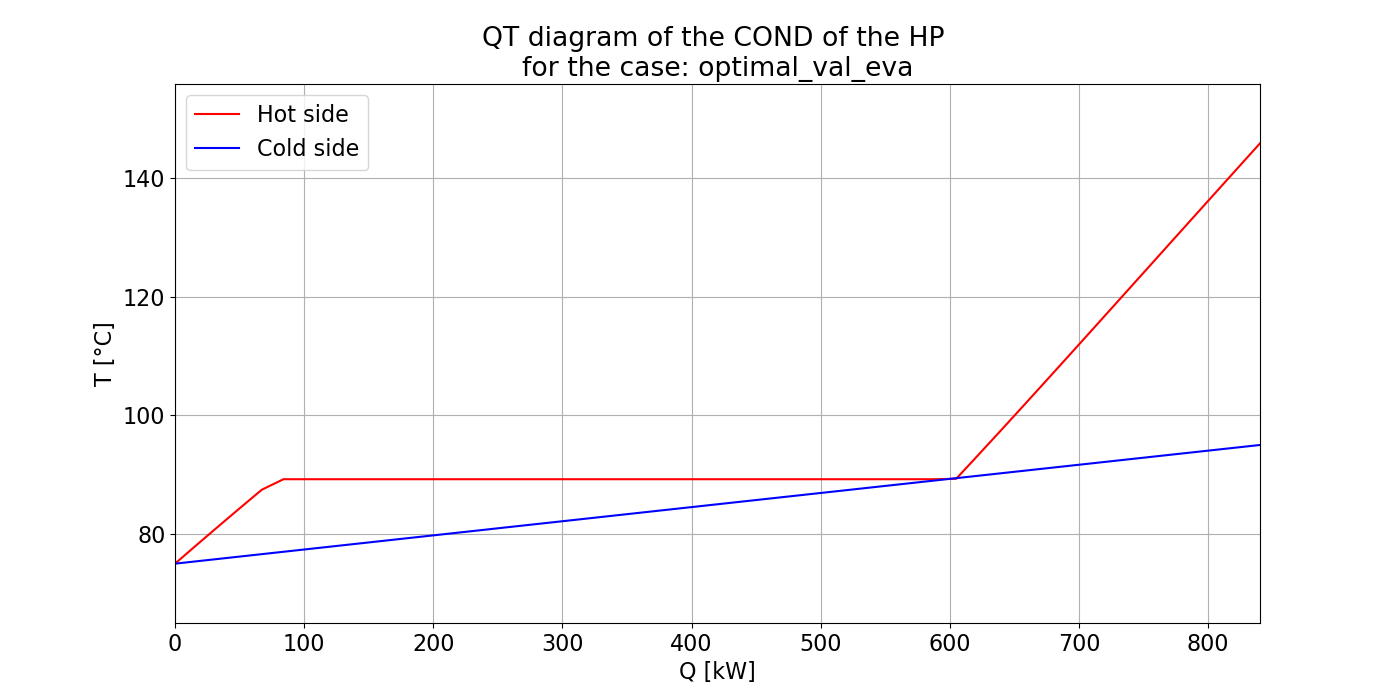 QT diagram of the COND of the HP
for the case: optimal_val_eva
Hot side
Cold side
T [°C]
140
120
100
80
0 100 200 300 400 500 600 700 800
Q [kW]